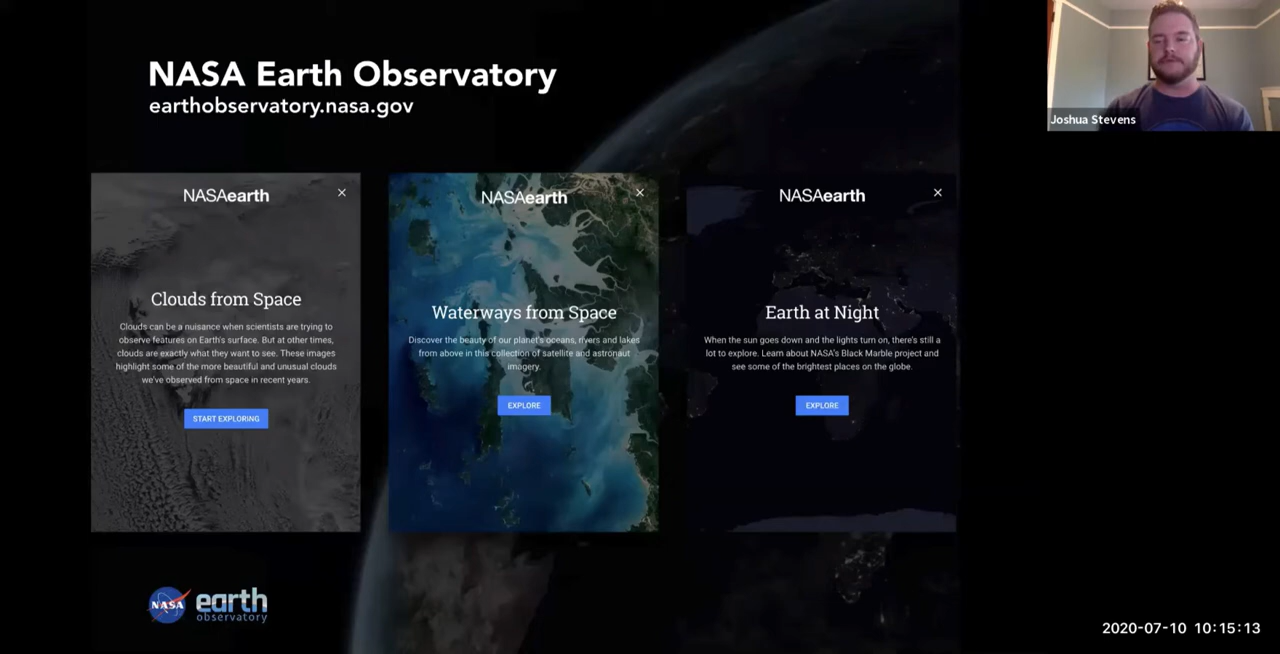 NASA Earth Observatory
earthobservatory.nasa.gov
Joshua Stevens
NASAearth
Clouds from Space
Clouds can be a nuisance when scientists are trying to
observe features on Earth's surface. But at other times,
clouds are exactly what they want to see. These images
highlight some of the more beautiful and unusual clouds
we've observed from space in recent years.
START EXPLORING
NASAearth
Waterways from Space
Discover the beauty of our planet's oceans, rivers and lakes
from above in this collection of satellite and astronaut
imagery.
EXPLORE
NASAearth
Earth at Night
When the sun goes down and the lights turn on, there's still a
lot to explore. Learn about NASA's Black Marble project and
see some of the brightest places on the globe.
EXPLORE
NASA
earth
observatory
2020-07-10 10:15:13